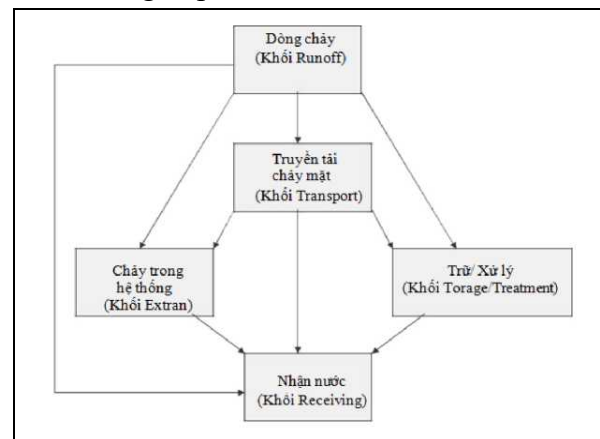 Dòng chảy
(Khối Runoff)
Truyền tải
chảy mặt
(Khối Transport)
Chảy trong
hệ thống
(Khối Extran)
Trữ/ Xử lý
(Khối Torage/Treatment)
Nhận nước
(Khối Receiving)